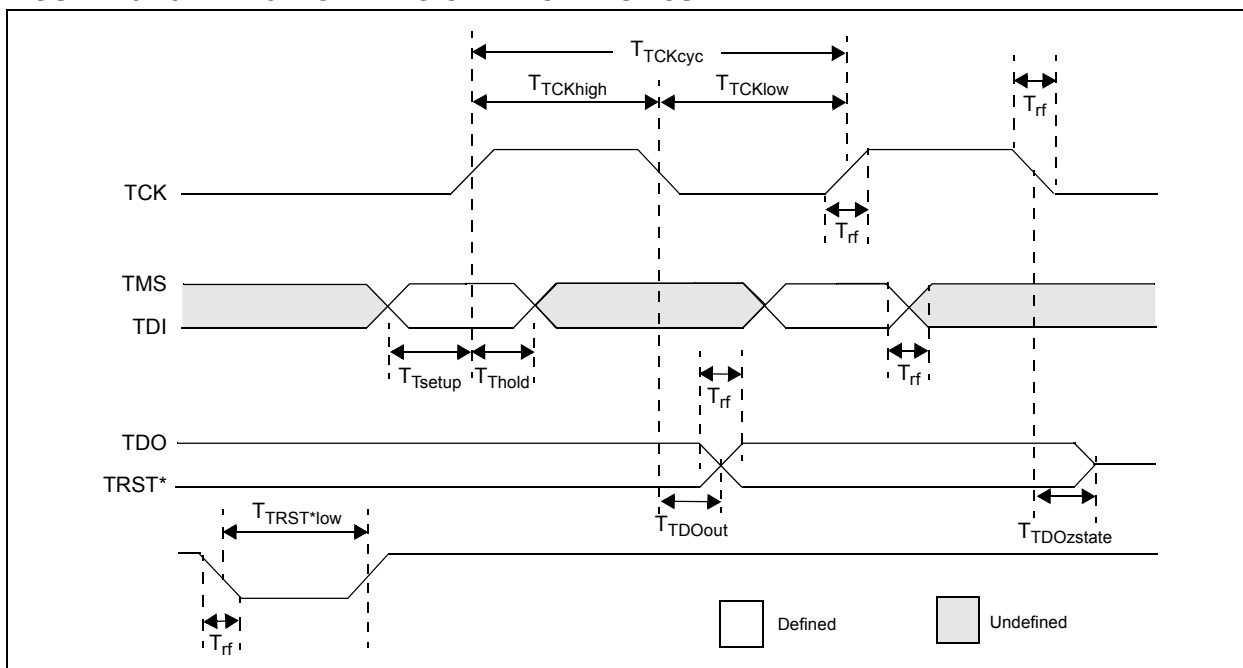 TTCKcyc
TTCKhigh
TTCKlow
Trf
TCK
Trf
TMS
TDI
TTsetup
TThold
Trf
Trf
TDO
TRST*
TTRST*low
TTDOout
TTDOzstate
Trf
Defined
Undefined